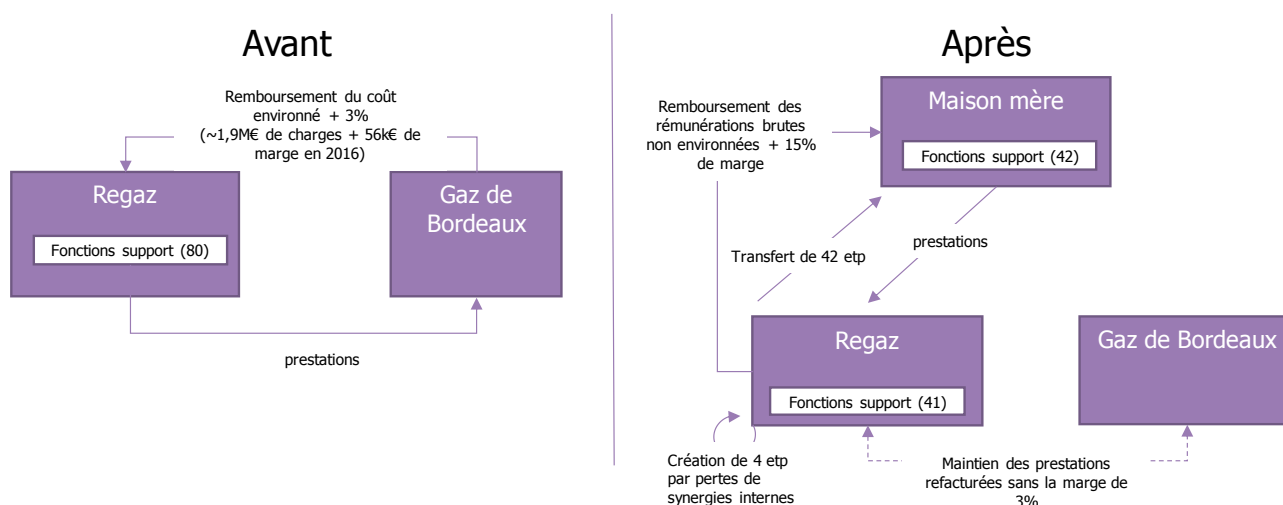 Avant
Remboursement du coût
environné + 3%
(~1,9M€ de charges + 56k€ de
marge en 2016)
Regaz
Fonctions support (80)
Gaz de
Bordeaux
prestations
Après
Remboursement des
rémunérations brutes
non environnées + 15%
de marge
Maison mère
Fonctions support (42)
Transfert de 42 etp
prestations
Regaz
Fonctions support (41)
Gaz de Bordeaux
Création de 4 etp
par pertes de
synergies internes
Maintien des prestations
refacturées sans la marge de
3%